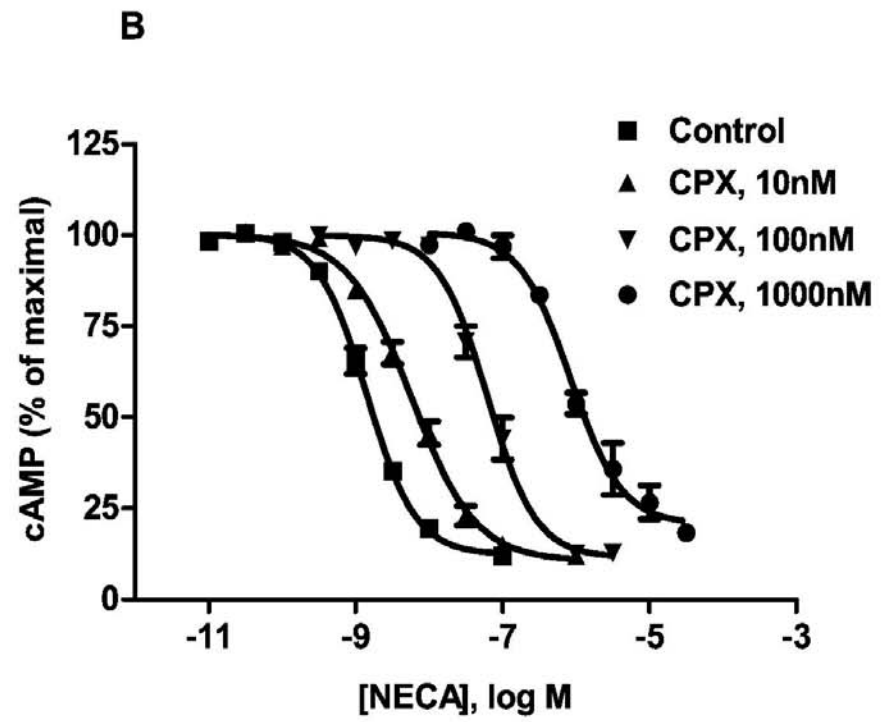 B
125
100
75
50
25
0
cAMP (% of maximal)
Control
CPX, 10nM
CPX, 100nM
CPX, 1000nM
-11
-9
-7
-5
-3
[NECA], log M